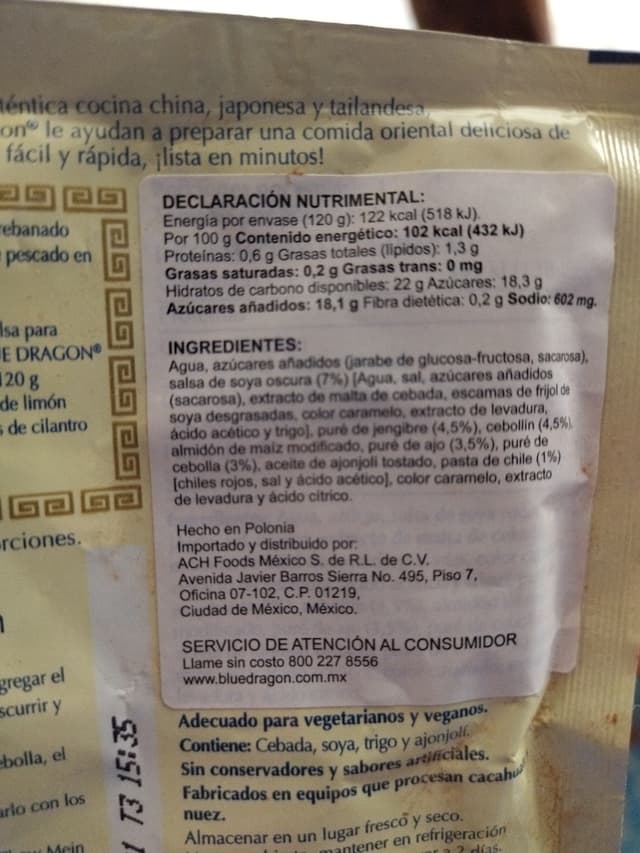 téntica cocina china, japonesa y tailandesa,
on® le ayudan a preparar una comida oriental deliciosa de
fácil y rápida, ¡lista en minutos!
rebanado
pescado en
lsa para
E DRAGON®
120 g
de limón
s de cilantro
rciones.
gregar el
scurrir y
ebolla, el
arlo con los
Mein
T3 15:35
DECLARACIÓN NUTRIMENTAL:
Energía por envase (120 g): 122 kcal (518 kJ).
Por 100 g Contenido energético: 102 kcal (432 kJ)
Proteínas: 0,6 g Grasas totales (lípidos): 1,3 g
Grasas saturadas: 0,2 g Grasas trans: 0 mg
Hidratos de carbono disponibles: 22 g Azúcares: 18,3 g
Azúcares añadidos: 18,1 g Fibra dietética: 0,2 g Sodio: 602 mg.
INGREDIENTES:
Agua, azúcares añadidos (jarabe de glucosa-fructosa, sacarosa),
salsa de soya oscura (7%) [Agua, sal, azúcares añadidos
(sacarosa), extracto de malta de cebada, escamas de frijol de
soya desgrasadas, color caramelo, extracto de levadura,
ácido acético y trigo], puré de jengibre (4,5%), cebollín (4,5%),
almidón de maíz modificado, puré de ajo (3,5%), puré de
cebolla (3%), aceite de ajonjolí tostado, pasta de chile (1%)
[chiles rojos, sal y ácido acético], color caramelo, extracto
de levadura y ácido cítrico.
Hecho en Polonia
Importado y distribuido por:
ACH Foods México S. de R.L. de C.V.
Avenida Javier Barros Sierra No. 495, Piso 7,
Oficina 07-102, C.P. 01219,
Ciudad de México, México.
SERVICIO DE ATENCIÓN AL CONSUMIDOR
Llame sin costo 800 227 8556
www.bluedragon.com.mx
Adecuado para vegetarianos y veganos.
Contiene: Cebada, soya, trigo y ajonjolí.
Sin conservadores y sabores artificiales.
Fabricados en equipos que procesan cacahu
nuez.
Almacenar en un lugar fresco y seco.
mantener en refrigeración
2 días.